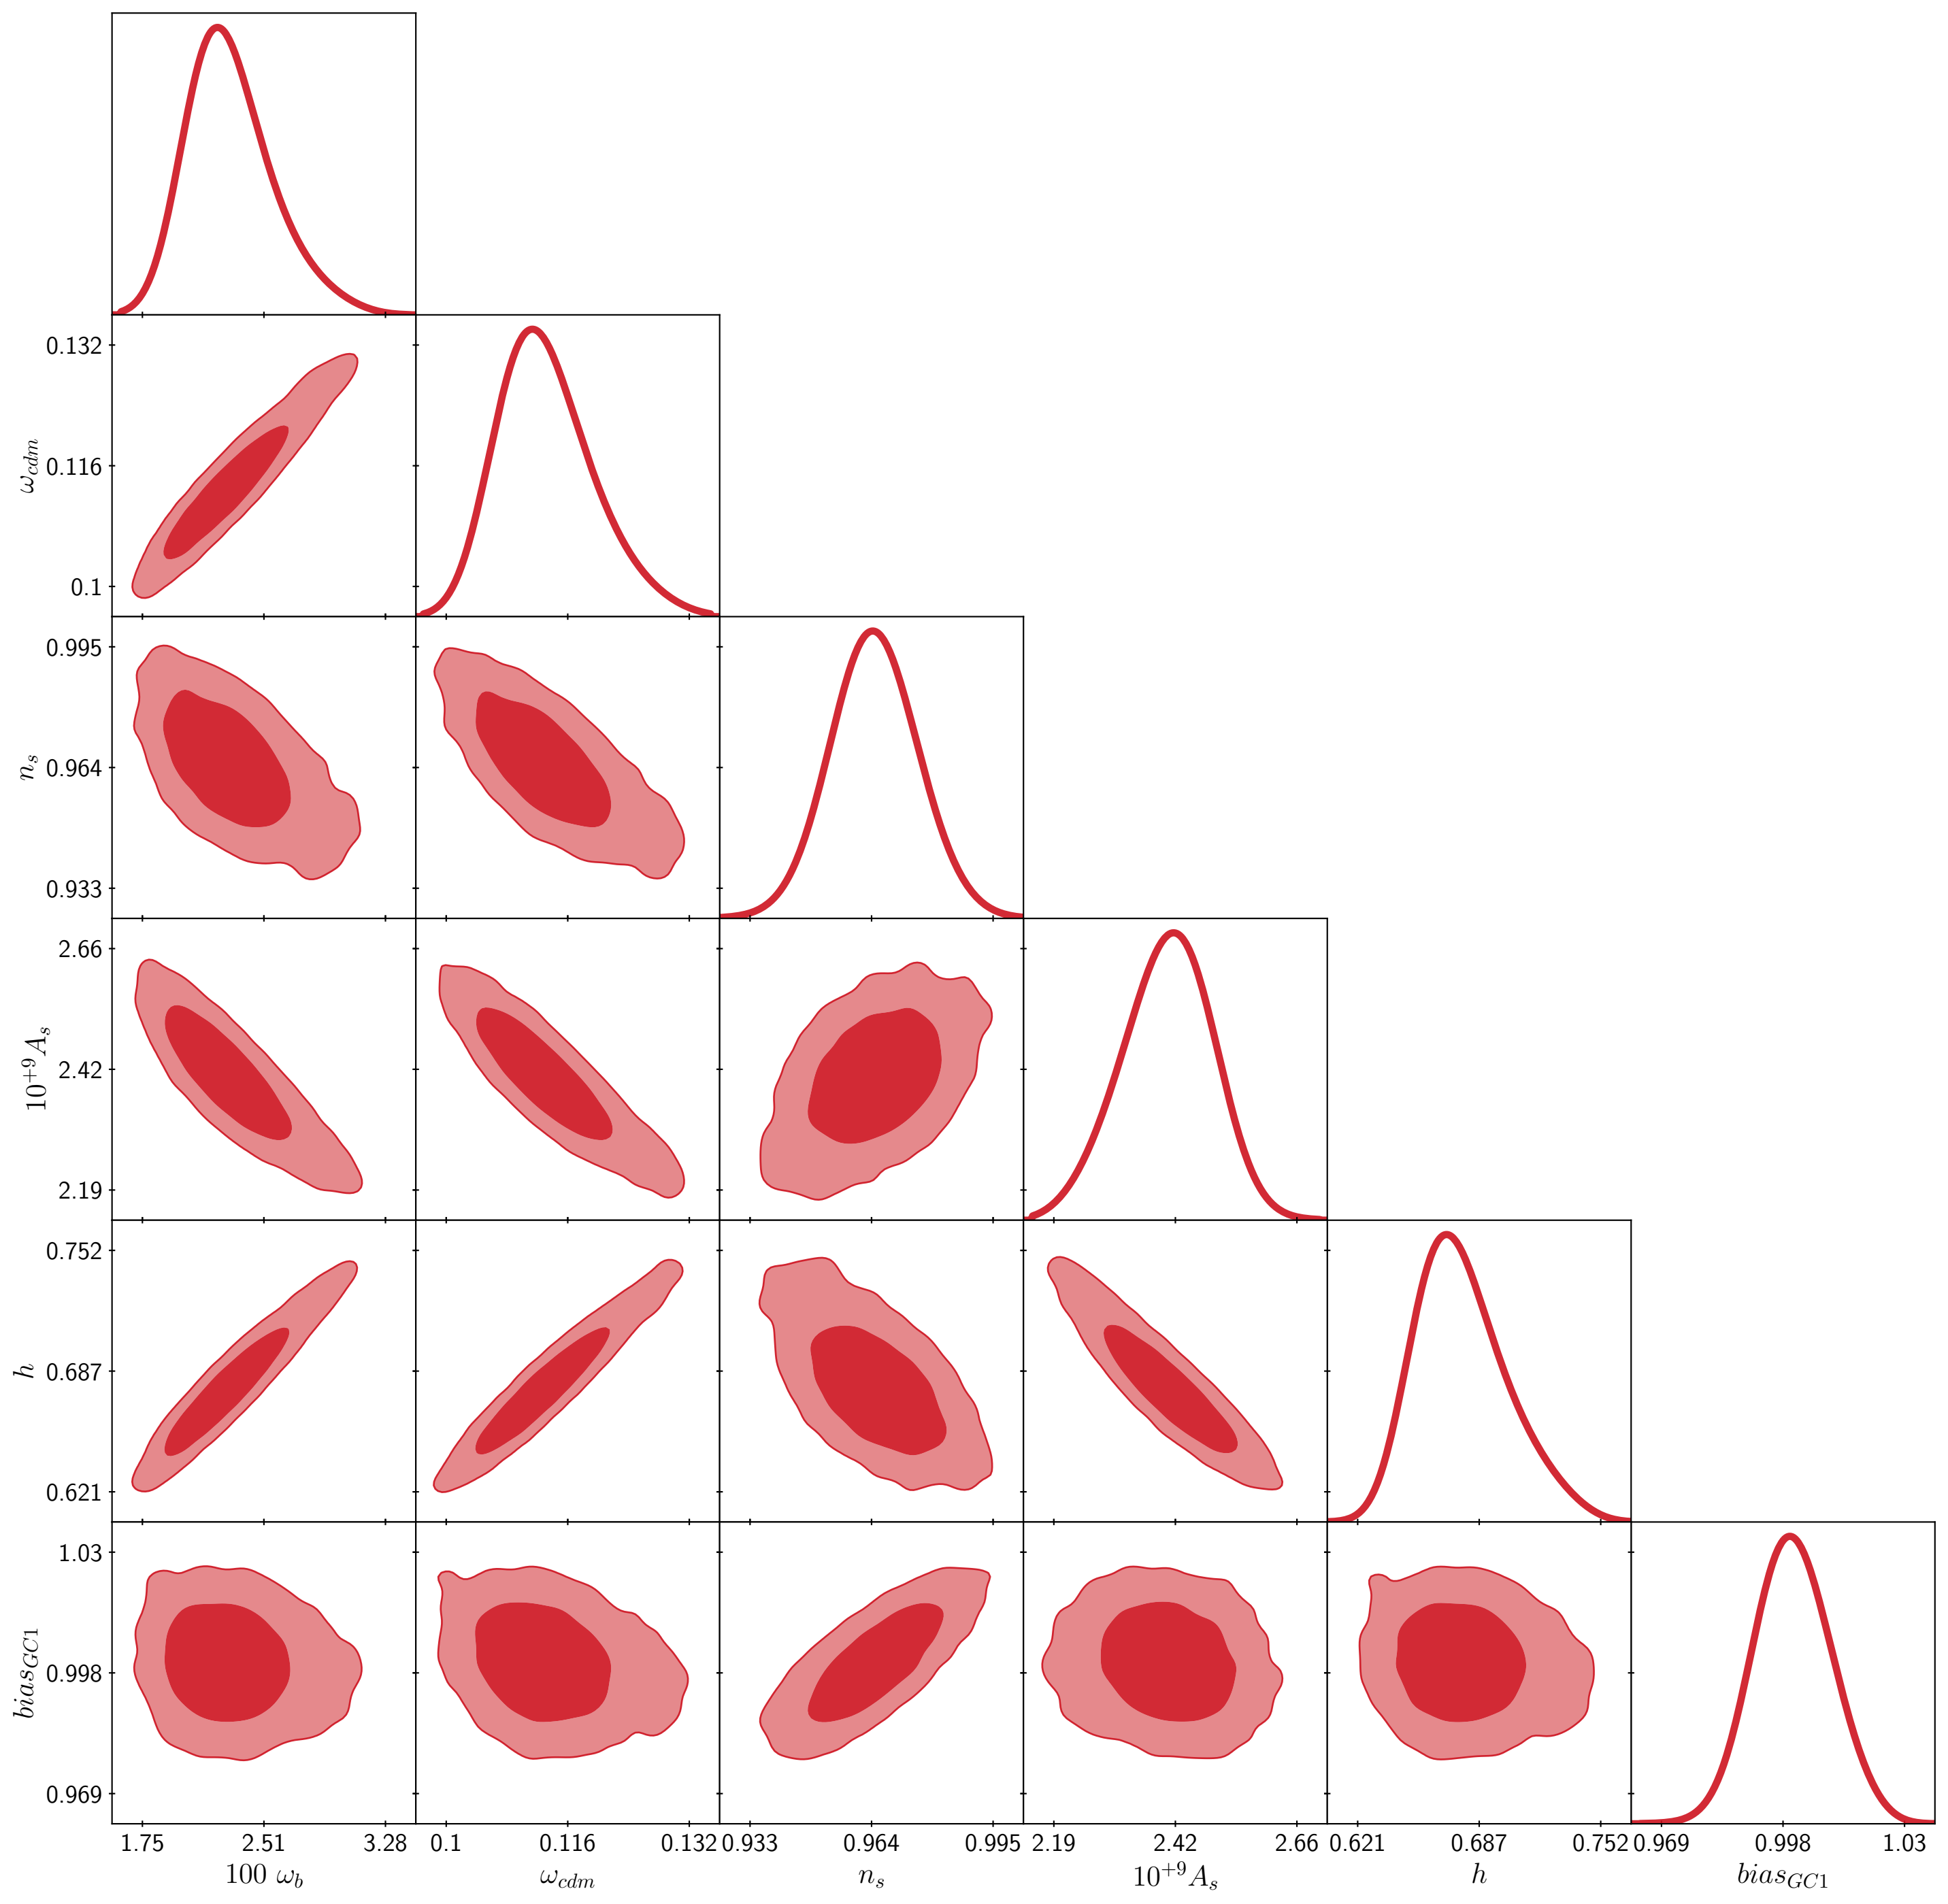 0.132
0.116
0.1
ω_cdm
0.995
0.964
0.933
n_s
2.66
2.42
2.19
10^{+9}A_s
0.752
0.687
0.621
h
1.03
0.998
0.969
bias_{GC1}
1.75 2.51 3.28 0.1 0.116 0.132 0.933 0.964 0.995 2.19 2.42 2.66 0.621 0.687 0.752 0.969 0.998 1.03
100 ω_b ω_cdm n_s 10^{+9}A_s h bias_{GC1}